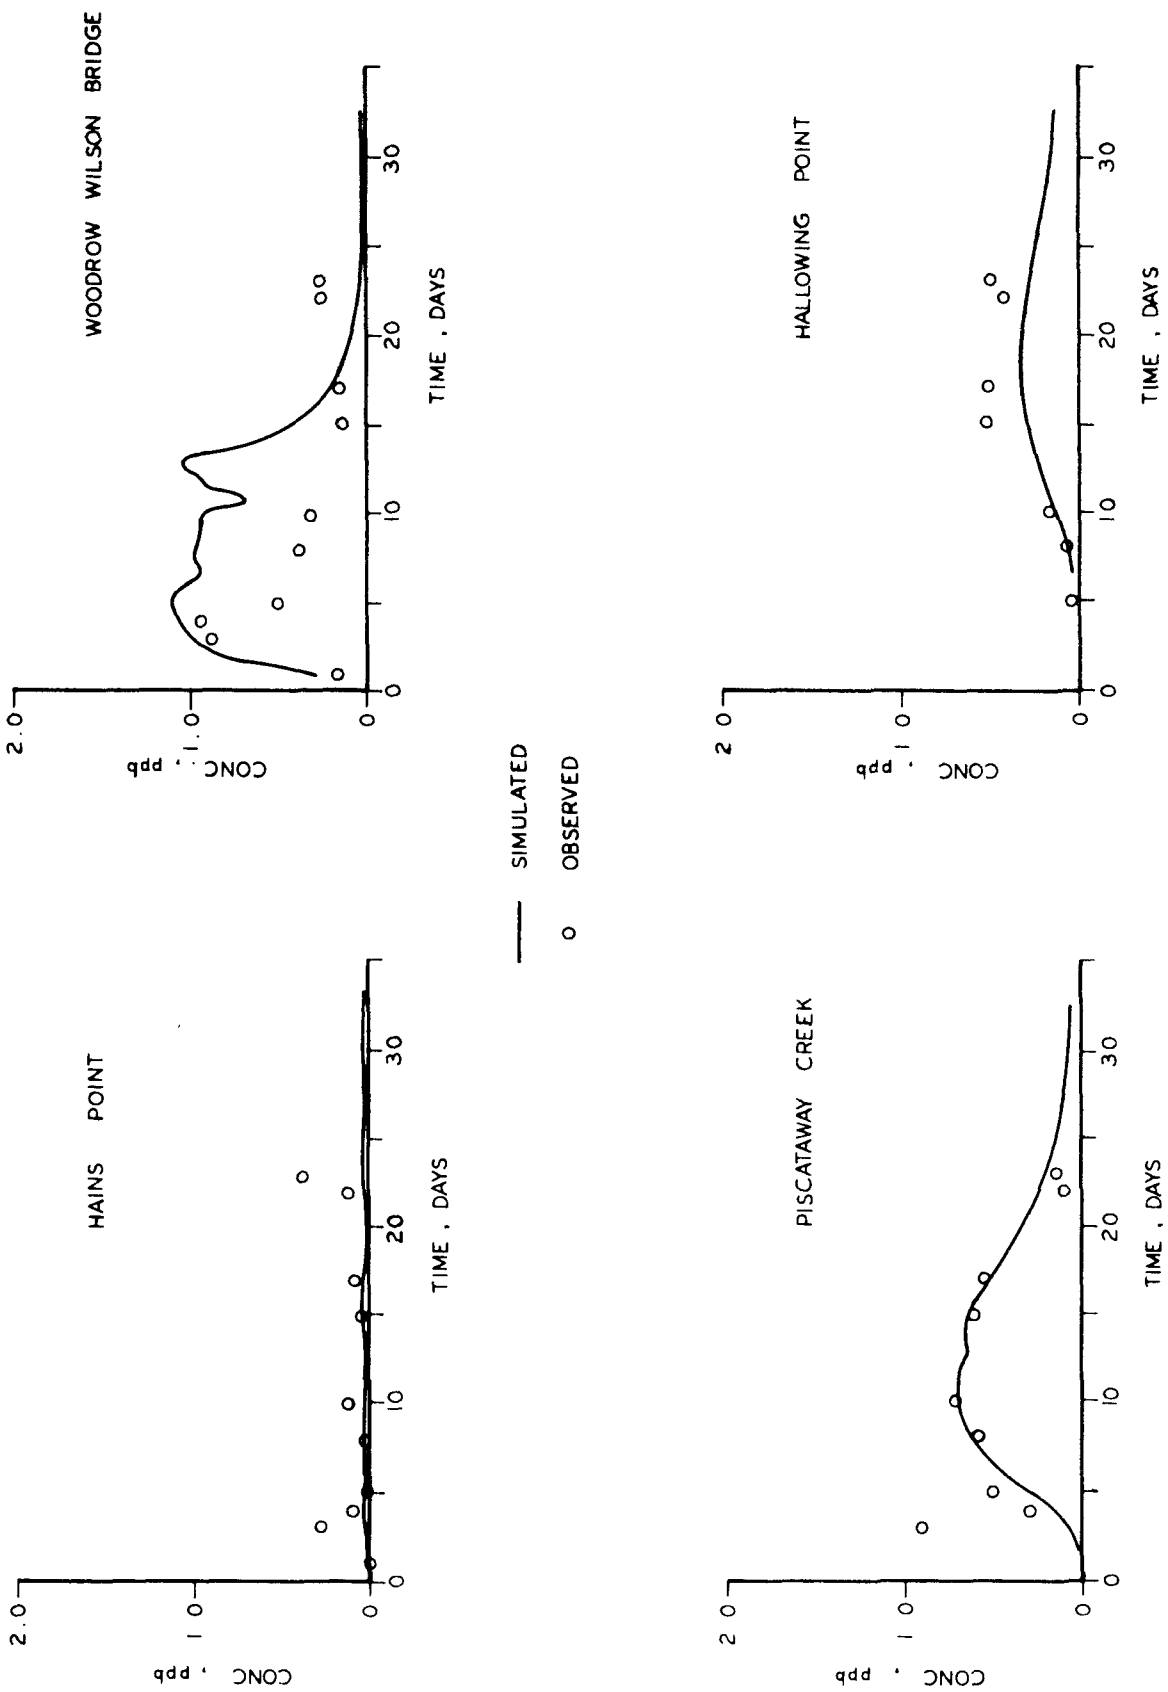 HAINS POINT
2.0
1 0
0
CONC , ppb
0
10
20
30
TIME , DAYS
WOODROW WILSON BRIDGE
2.0
1.0
0
CONC , ppb
0
10
20
30
TIME , DAYS
SIMULATED
OBSERVED
PISCATAWAY CREEK
2 0
1 0
0
CONC , ppb
0
10
20
30
TIME , DAYS
HALLOWING POINT
2 0
1 0
0
CONC , ppb
0
10
20
30
TIME , DAYS